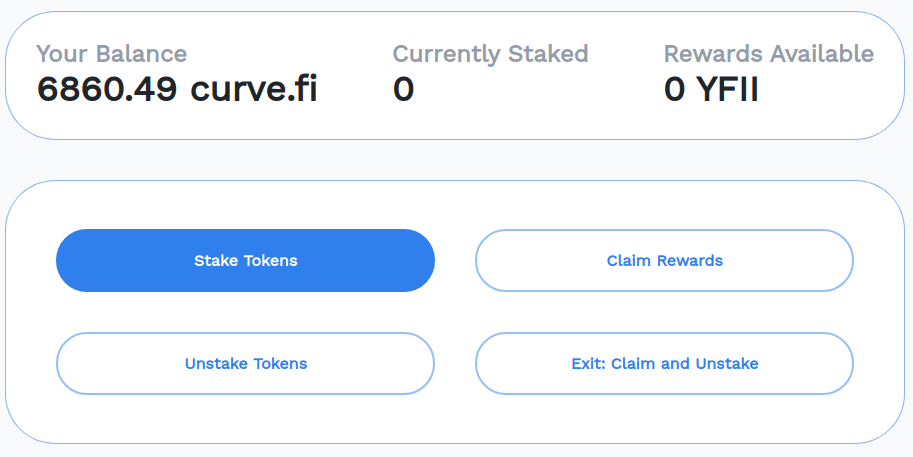 Your Balance
6860.49 curve.fi
Currently Staked
0
Rewards Available
0 YFII
Stake Tokens
Claim Rewards
Unstake Tokens
Exit: Claim and Unstake